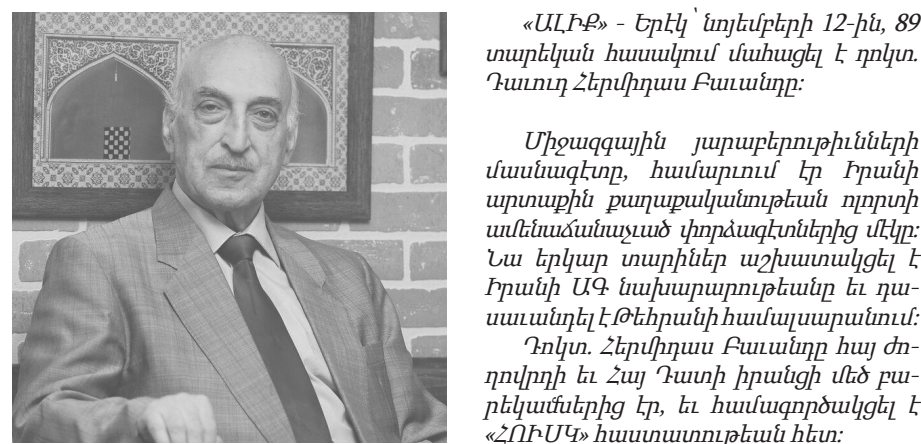 «ԱԼԻՔ» - Երէկ՝ նոյեմբերի 12-ին, 89
տարեկան հասակում մահացել է դոկտ.
Դաւուդ Հերմիդաս Բաւանդը:
Միջազգային յարաբերութիւնների
մասնագէտը, համարւում էր Իրանի
արտաքին քաղաքականութեան ոլորտի
ամենաճանաչւած փորձագէտներից մէկը:
Նա երկար տարիներ աշխատակցել է
Իրանի ԱԳ նախարարութեանը եւ դա-
սաւանդել է Թեհրանի համալսարանում:
Դոկտ. Հերմիդաս Բաւանդը հայ ժո-
ղովրդի եւ Հայ Դատի իրանցի մեծ բա-
րեկամներից էր, եւ համագործակցել է
«ՀՈՒՍԿ» հաստատութեան հետ: